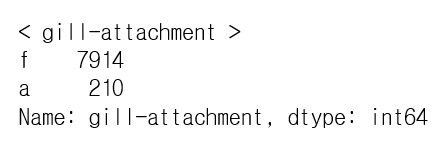 < gill-attachment >
f    7914
a     210
Name: gill-attachment, dtype: int64